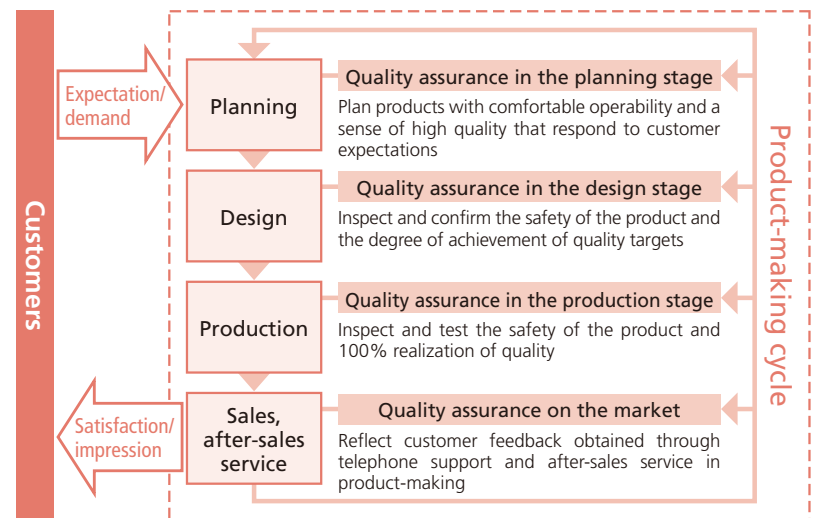 Customers
Expectation/
demand
Planning
Quality assurance in the planning stage
Plan products with comfortable operability and a
sense of high quality that respond to customer
expectations
Design
Quality assurance in the design stage
Inspect and confirm the safety of the product and
the degree of achievement of quality targets
Production
Quality assurance in the production stage
Inspect and test the safety of the product and
100% realization of quality
Satisfaction/
impression
Sales,
after-sales
service
Quality assurance on the market
Reflect customer feedback obtained through
telephone support and after-sales service in
product-making
Product-making cycle